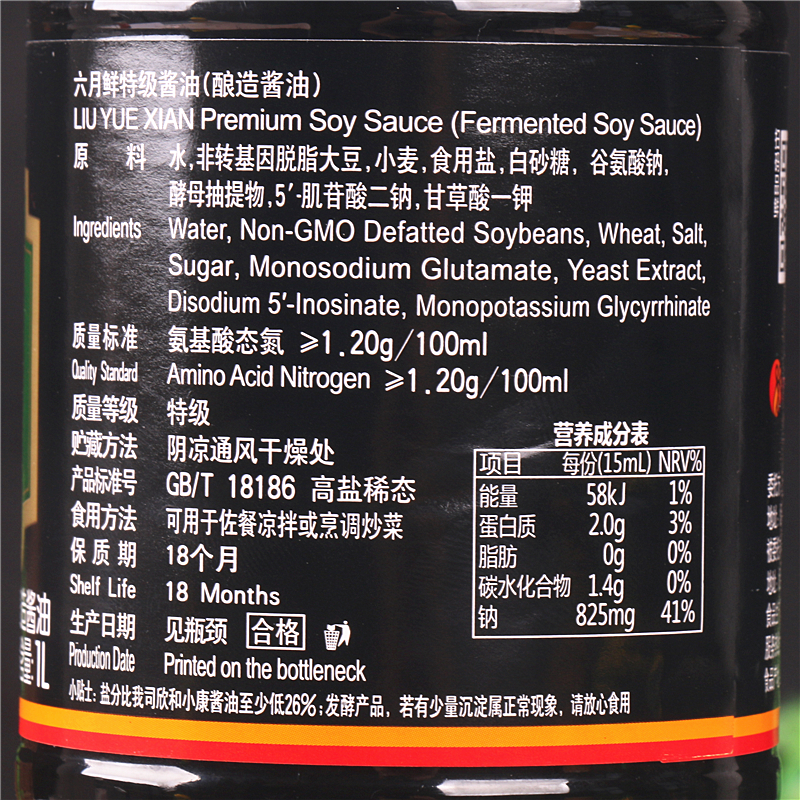 六月鲜特级酱油(酿造酱油)
LIU YUE XIAN Premium Soy Sauce (Fermented Soy Sauce)
原 料 水,非转基因脱脂大豆,小麦,食用盐,白砂糖,谷氨酸钠,
酵母抽提物,5′-肌苷酸二钠,甘草酸一钾
Ingredients Water, Non-GMO Defatted Soybeans, Wheat, Salt,
Sugar, Monosodium Glutamate, Yeast Extract,
Disodium 5′-Inosinate, Monopotassium Glycyrrhinate
质量标准 氨基酸态氮 ≥1.20g/100ml
Quality Standard Amino Acid Nitrogen ≥1.20g/100ml
质量等级 特级
贮藏方法 阴凉通风干燥处
产品标准号 GB/T 18186 高盐稀态
食用方法 可用于佐餐凉拌或烹调炒菜
保质期 18个月
Shelf Life 18 Months
生产日期 见瓶颈 合格
Production Date Printed on the bottleneck
小贴士: 盐分比我司欣和小康酱油至少低26%;发酵产品,若有少量沉淀属正常现象,请放心食用
营养成分表
项目 每份(15mL) NRV%
能量 58kJ 1%
蛋白质 2.0g 3%
脂肪 0g 0%
碳水化合物 1.4g 0%
钠 825mg 41%
酱油
量:1L